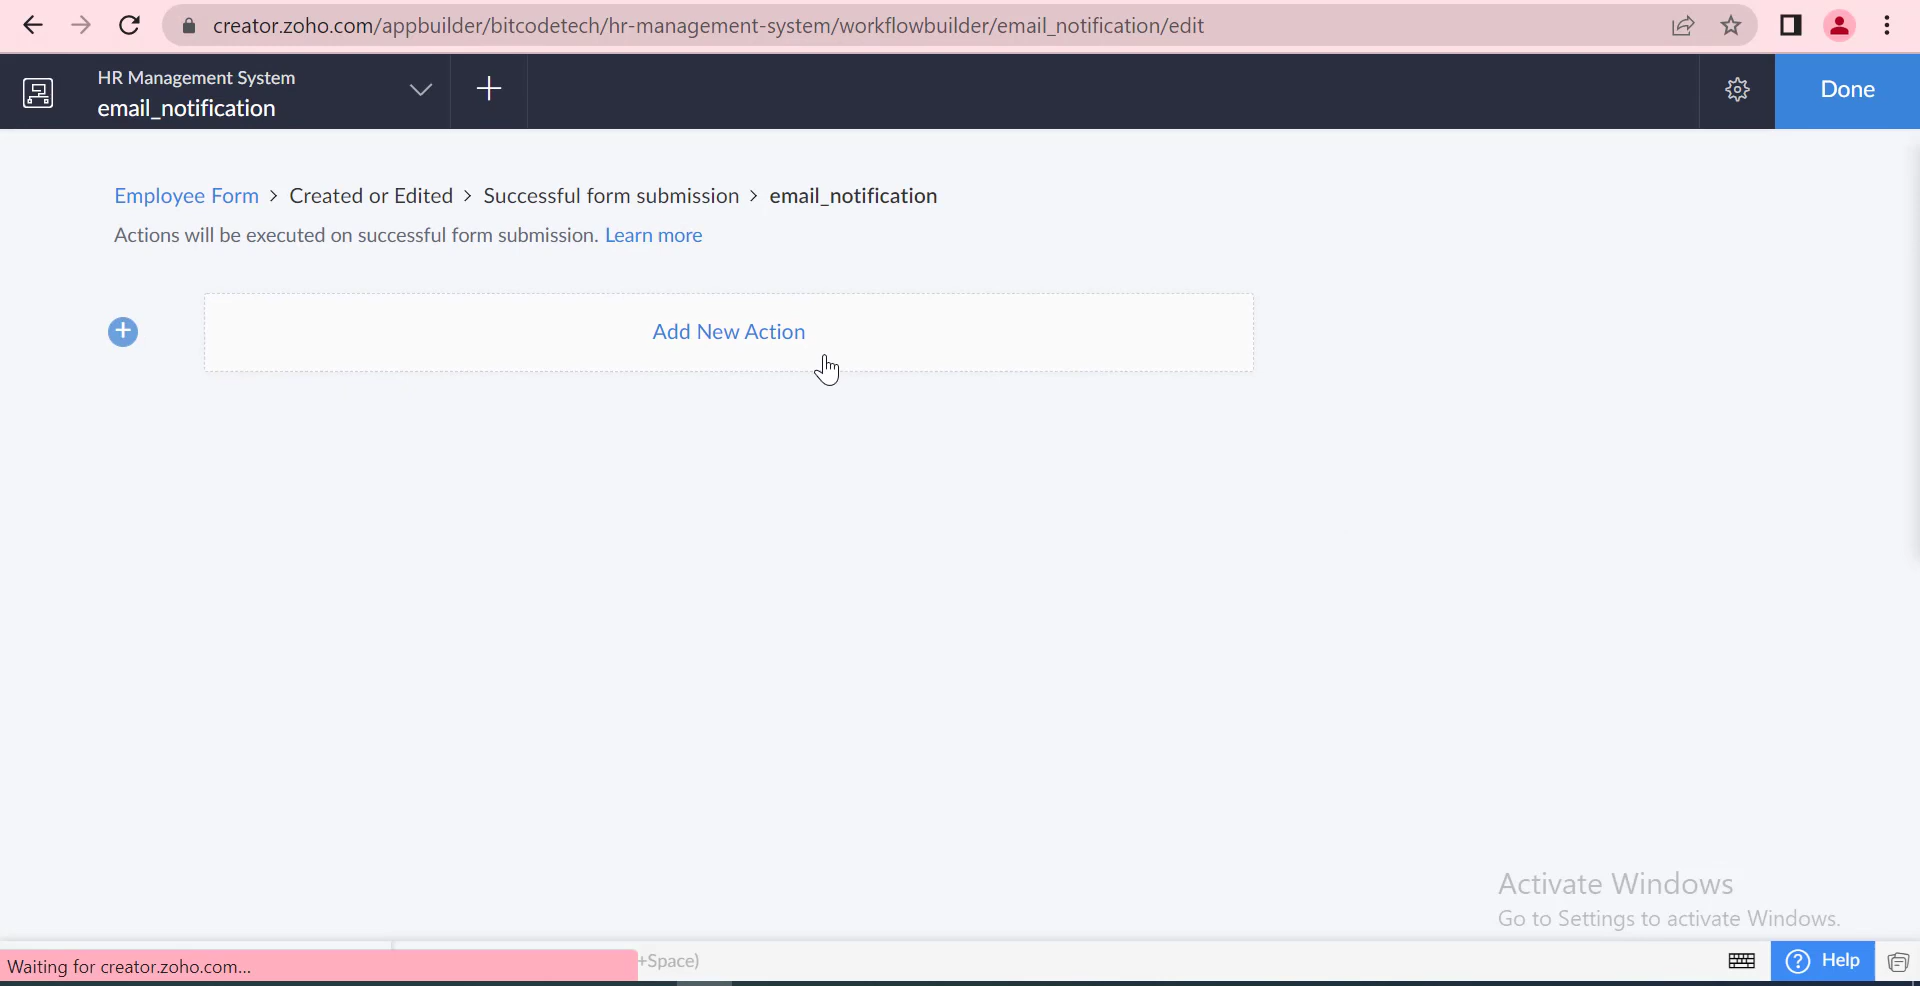 creator.zoho.com/appbuilder/bitcodetech/hr-management-system/workflowbuilder/email_notification/edit
HR Management System
email_notification
Done
Employee Form > Created or Edited > Successful form submission > email_notification
Actions will be executed on successful form submission. Learn more
Add New Action
Activate Windows
Go to Settings to activate Windows.
Waiting for creator.zoho.com...
+Space)
Help